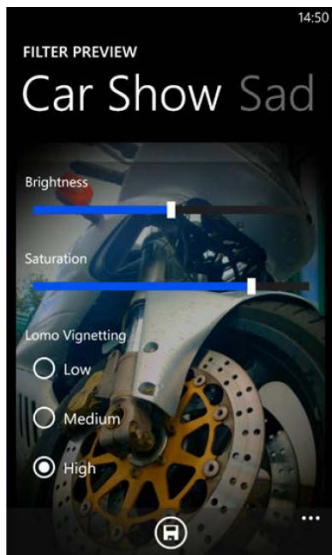 14:50
FILTER PREVIEW
Car Show Sad
Brightness
Saturation
Lomo Vignetting
Low
Medium
High